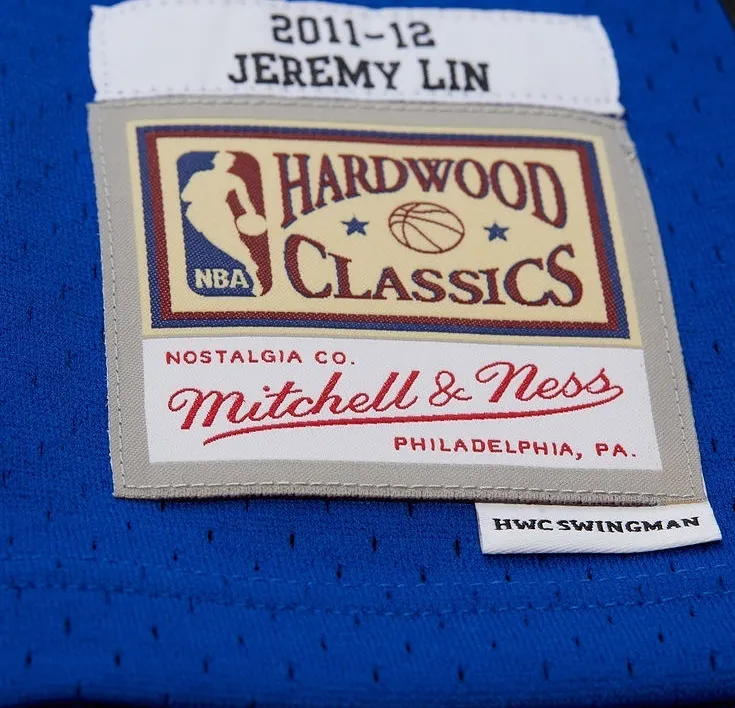 2011-12
JEREMY LIN
HARDWOOD
NBA
CLASSICS
NOSTALGIA CO.
Mitchell & Ness
PHILADELPHIA, PA.
HWC SWINGMAN